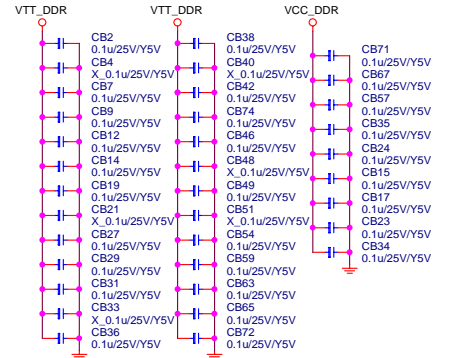 VTT_DDR
CB2
0.1u/25V/Y5V
CB4
X_0.1u/25V/Y5V
CB7
0.1u/25V/Y5V
CB9
0.1u/25V/Y5V
CB12
0.1u/25V/Y5V
CB14
0.1u/25V/Y5V
CB19
0.1u/25V/Y5V
CB21
X_0.1u/25V/Y5V
CB27
0.1u/25V/Y5V
CB29
0.1u/25V/Y5V
CB31
0.1u/25V/Y5V
CB33
X_0.1u/25V/Y5V
CB36
0.1u/25V/Y5V
VTT_DDR
CB38
0.1u/25V/Y5V
CB40
X_0.1u/25V/Y5V
CB42
0.1u/25V/Y5V
CB74
0.1u/25V/Y5V
CB46
0.1u/25V/Y5V
CB48
X_0.1u/25V/Y5V
CB49
0.1u/25V/Y5V
CB51
X_0.1u/25V/Y5V
CB54
0.1u/25V/Y5V
CB59
0.1u/25V/Y5V
CB63
0.1u/25V/Y5V
CB65
0.1u/25V/Y5V
CB72
0.1u/25V/Y5V
VCC_DDR
CB71
0.1u/25V/Y5V
CB67
0.1u/25V/Y5V
CB57
0.1u/25V/Y5V
CB35
0.1u/25V/Y5V
CB24
0.1u/25V/Y5V
CB15
0.1u/25V/Y5V
CB17
0.1u/25V/Y5V
CB23
0.1u/25V/Y5V
CB34
0.1u/25V/Y5V